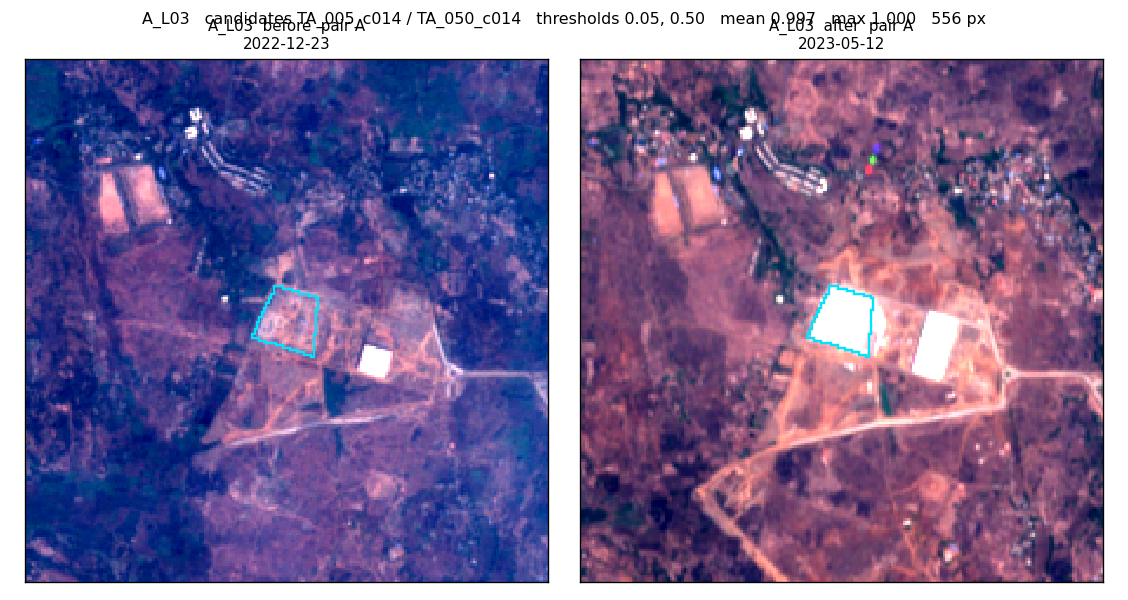 A_L03   candidates TA_005_c014 / TA_050_c014   thresholds 0.05, 0.50   mean 0.997   max 1.000   556 px
A_L03  before  pair A
2022-12-23
A_L03  after  pair A
2023-05-12